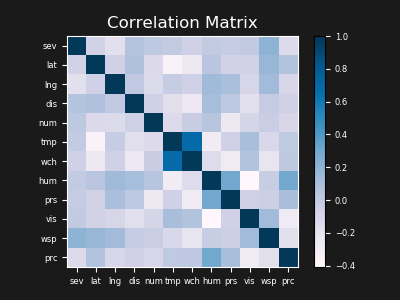 Correlation Matrix
sev
lat
lng
dis
num
tmp
wch
hum
prs
vis
wsp
prc
sev lat lng dis num tmp wch hum prs vis wsp prc
1.0
0.8
0.6
0.4
0.2
0.0
−0.2
−0.4